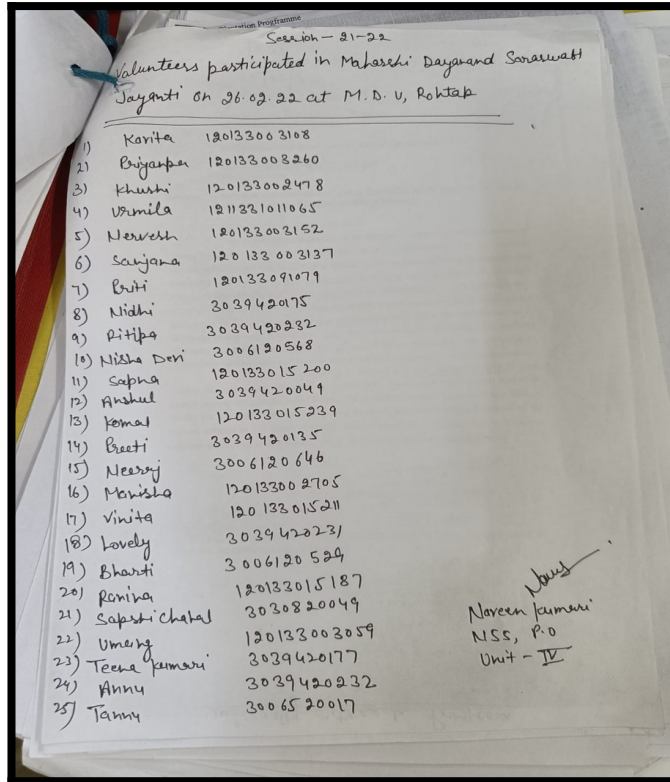 ntation Programme
Session - 21-22
Valunteers participated in Maharshi Dayanand Saraswati
Jayanti on 26.02.22 at M.D.U, Rohtak
1) Kavita 120133003108
2) Priyanka 120133003260
3) Khushi 120133002478
4) Urmila 1211331011065
5) Nervesh 120133003152
6) Sanjana 120133003137
7) Priti 120133091079
8) Nidhi 3039420175
9) Ritika 3039420232
10) Nisha Devi 3006120568
11) Sapna 120133015200
12) Anshul 3039420049
13) Komal 120133015239
14) Preeti 3039420135
15) Neeraj 3006120646
16) Manisha 120133002705
17) Vinita 120133015211
18) Lovely 3039420231
19) Bharti 3006120529
20) 120133015187
21) Sakshi Chahal 3030820049
22) Umang 120133003059
23) Teena Kumari 3039420177
24) Annu 3039420232
25) Tannu 3006520017
Naveen Kumari
NSS, P.O
Unit - IV